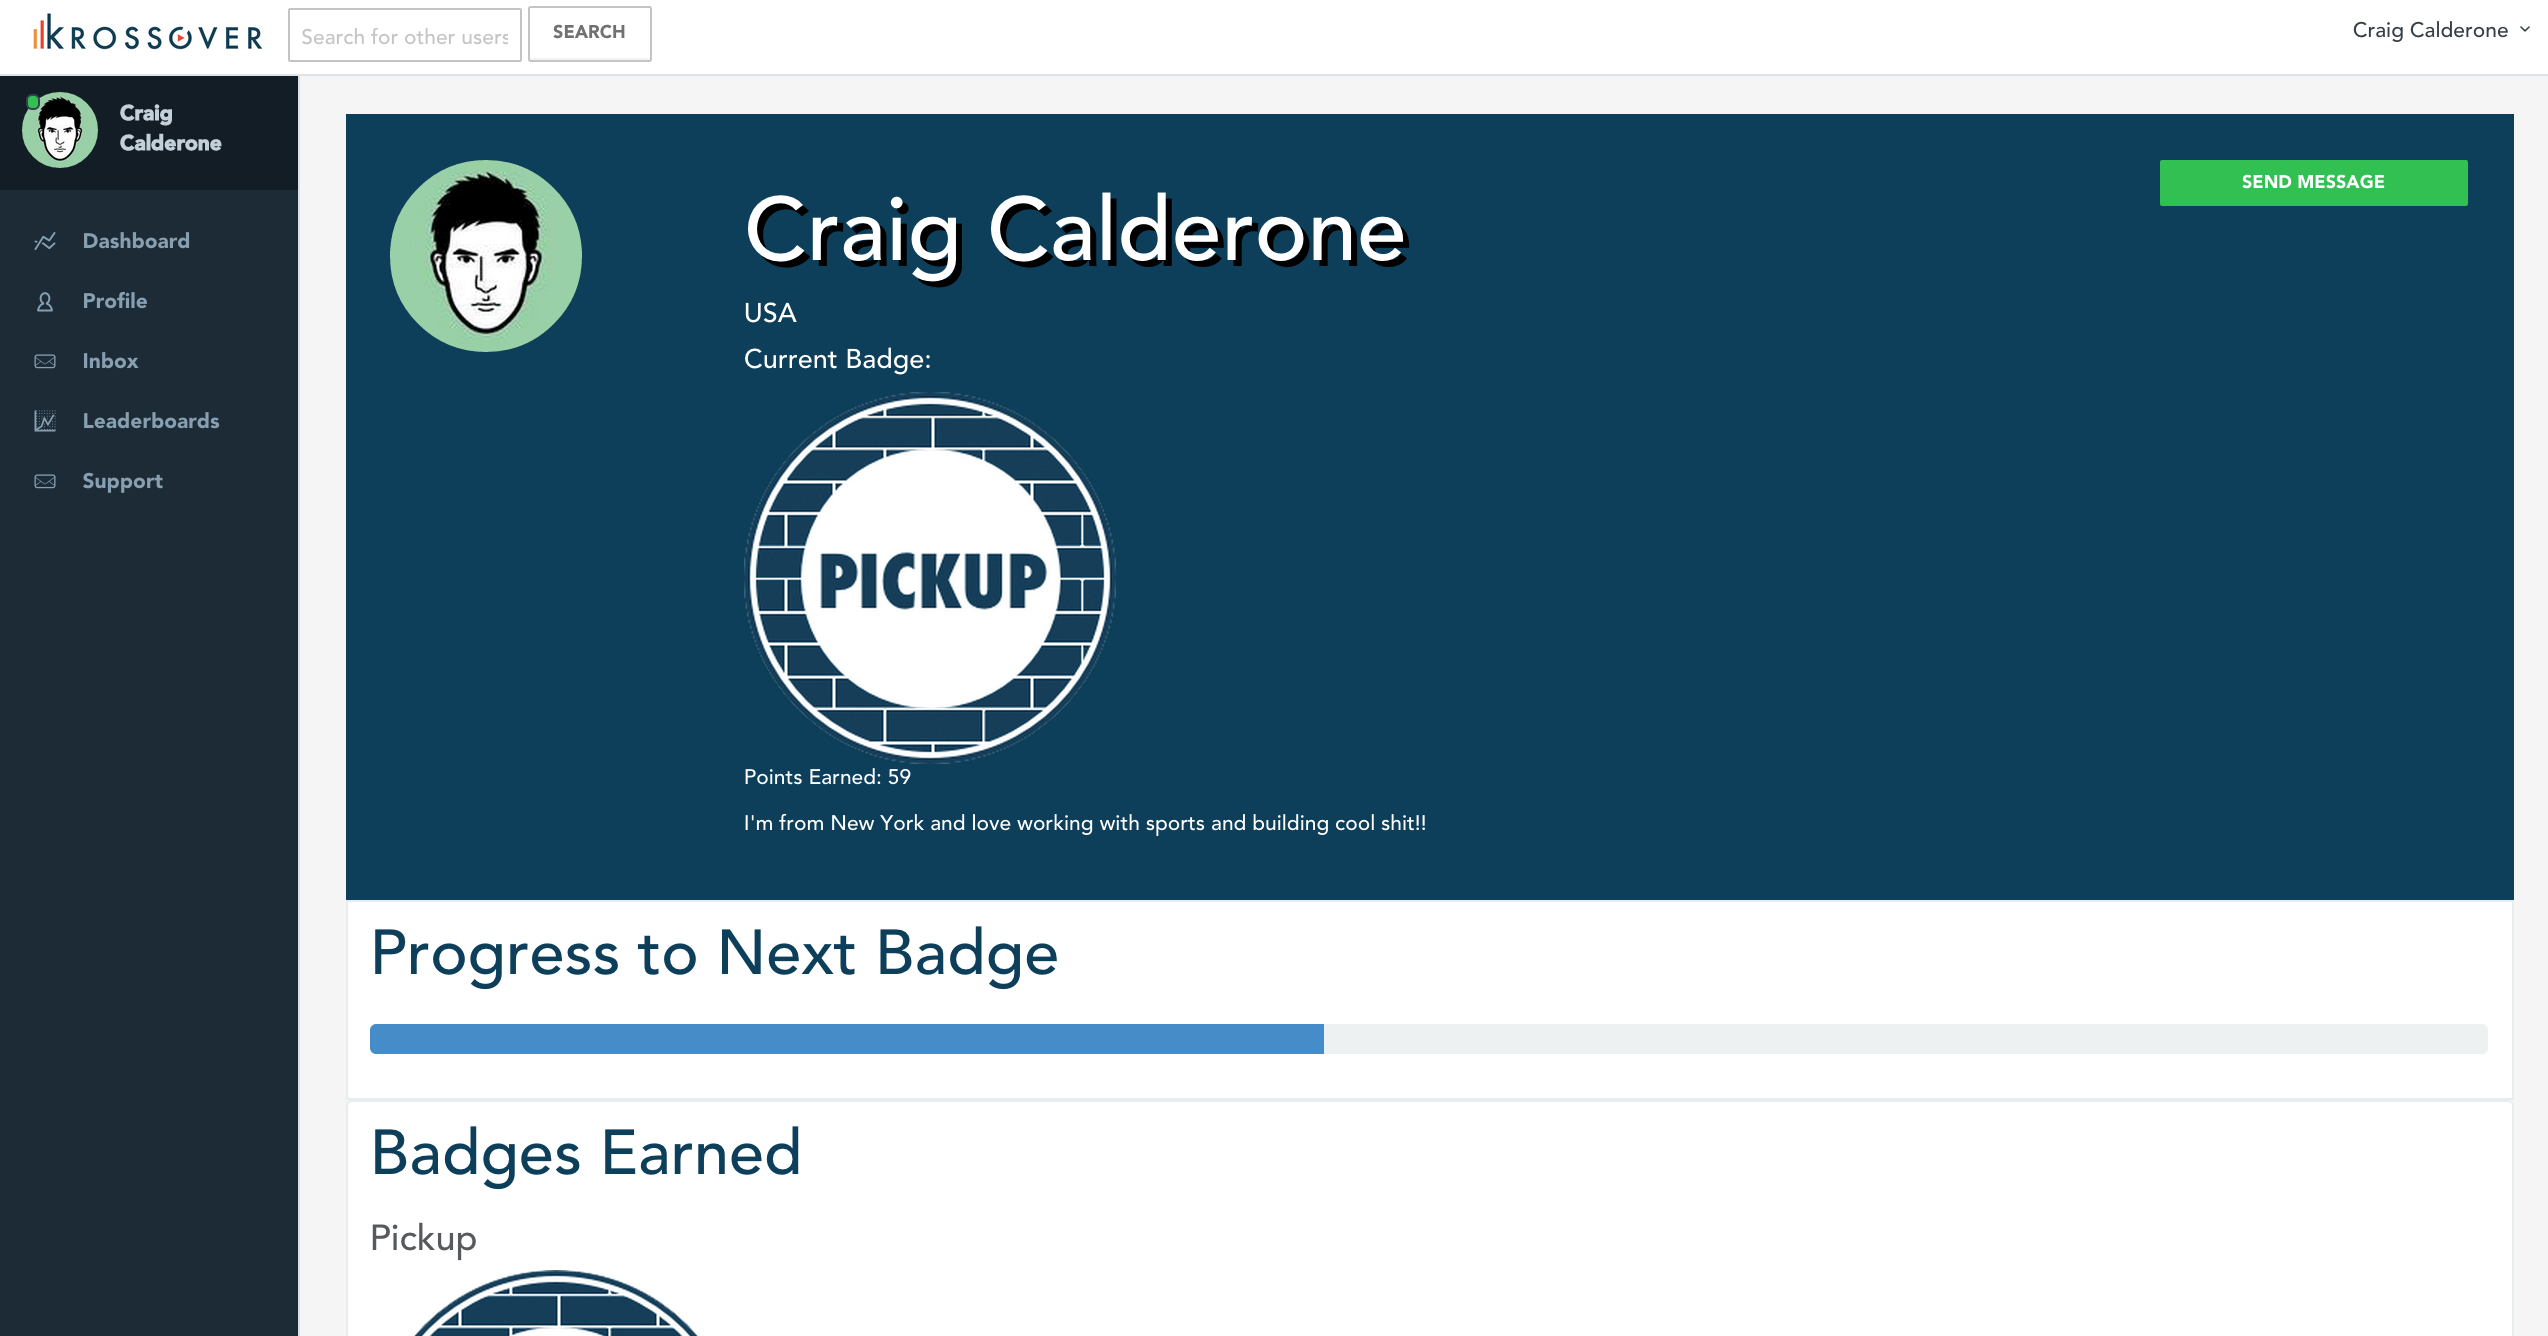 KROSSOVER
Search for other users
SEARCH
Craig Calderone
Craig
Calderone
Dashboard
Profile
Inbox
Leaderboards
Support
Craig Calderone
SEND MESSAGE
USA
Current Badge:
PICKUP
Points Earned: 59
I'm from New York and love working with sports and building cool shit!!
Progress to Next Badge
Badges Earned
Pickup